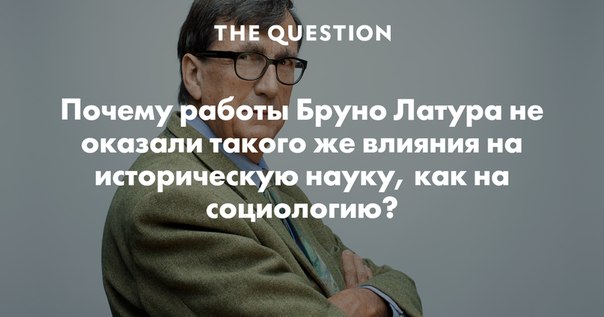 THE QUESTION
Почему работы Бруно Латура не
оказали такого же влияния на
историческую науку, как на
социологию?